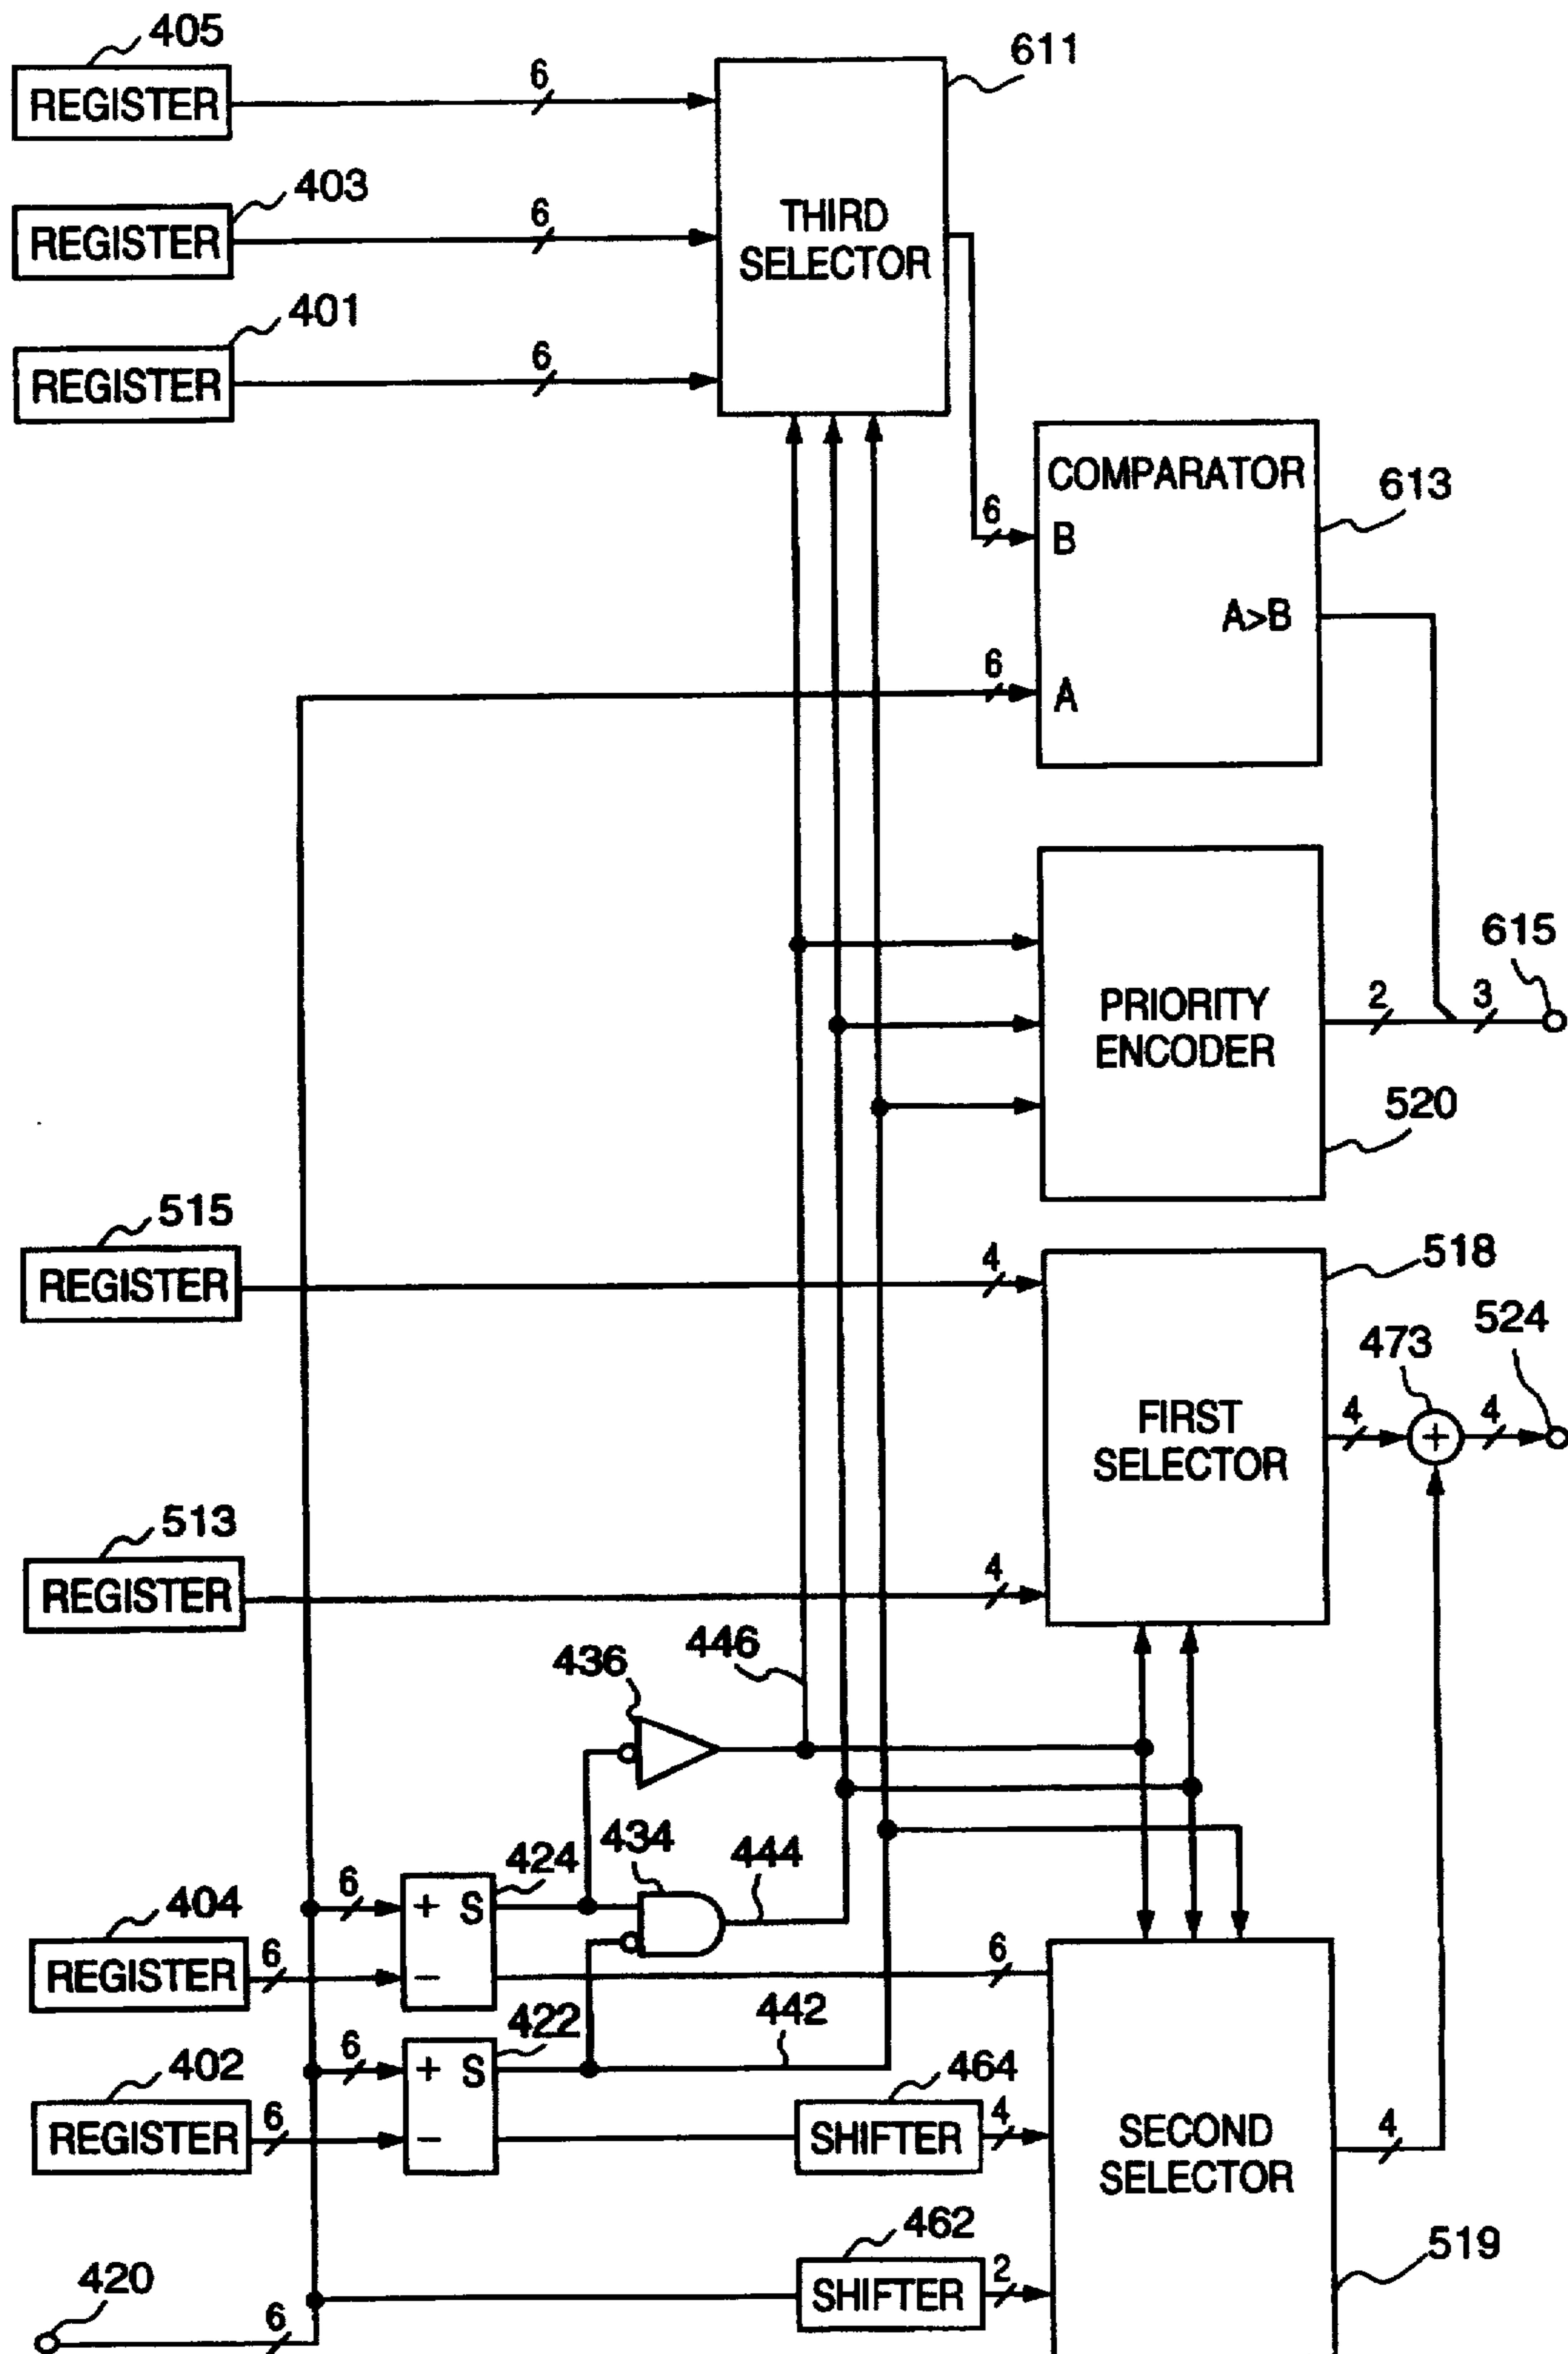 405
REGISTER
6
611
403
REGISTER
6
THIRD
SELECTOR
401
REGISTER
6
COMPARATOR
613
6
B
A>B
6
A
615
PRIORITY
ENCODER
2
3
520
515
REGISTER
4
518
524
473
FIRST
SELECTOR
4
+
4
513
REGISTER
4
436
446
434
444
424
6
+ S
404
REGISTER
6
−
6
422
442
6
+ S
402
REGISTER
6
−
464
SHIFTER
4
SECOND
SELECTOR
4
462
SHIFTER
2
519
420
6